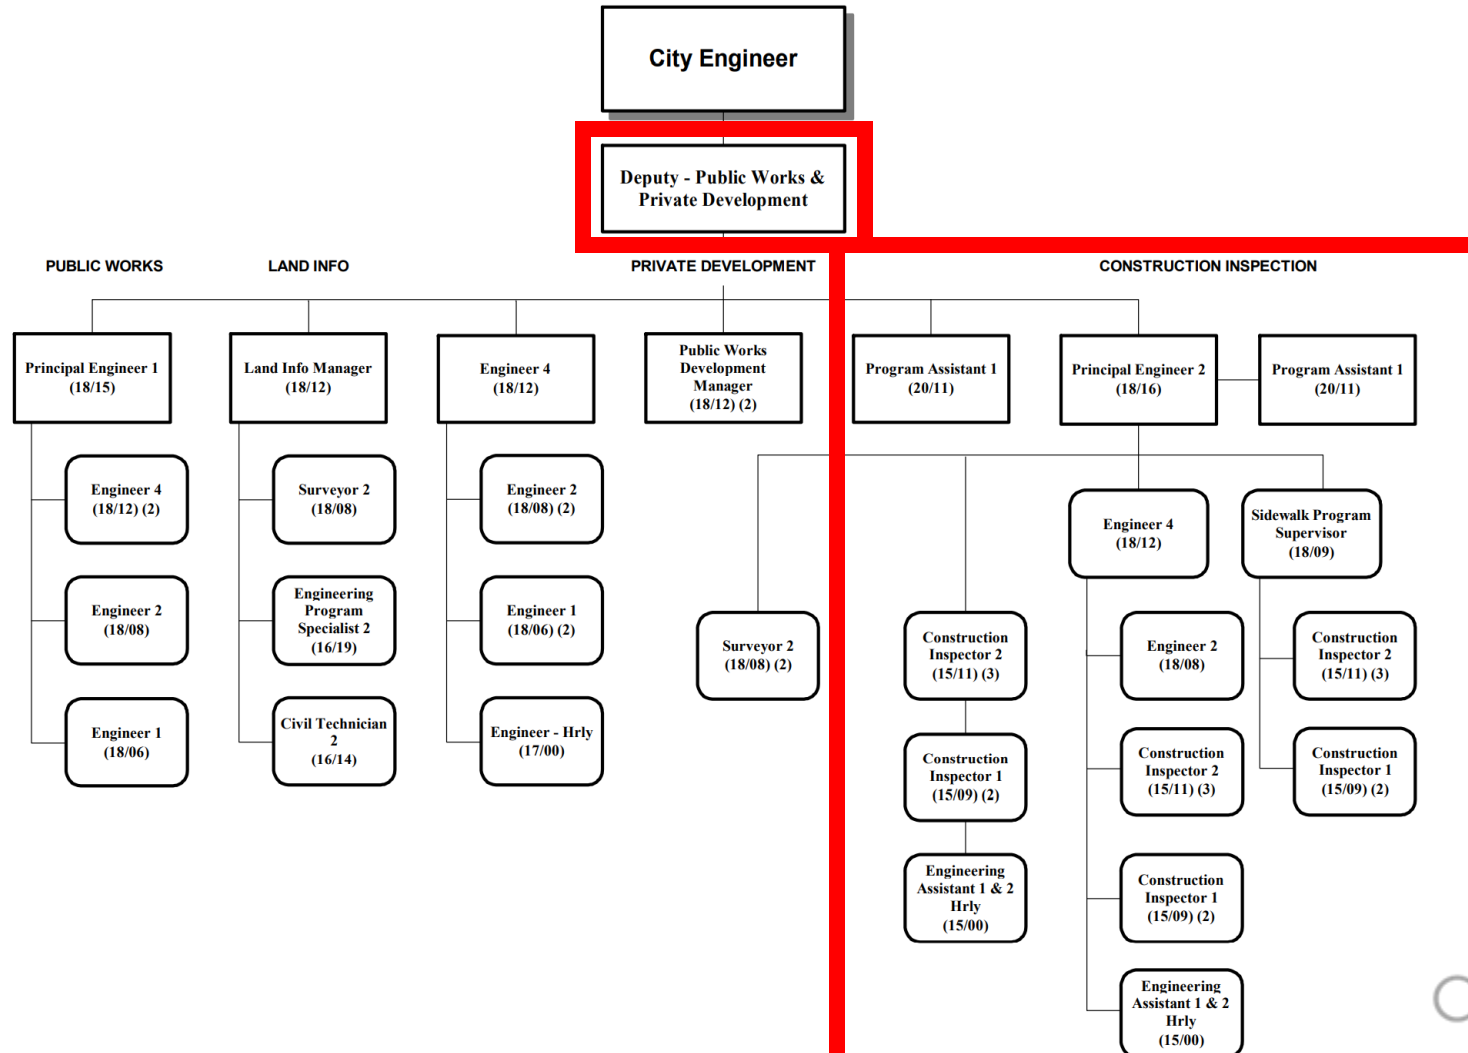 City Engineer
Deputy - Public Works &
Private Development
PUBLIC WORKS
LAND INFO
PRIVATE DEVELOPMENT
CONSTRUCTION INSPECTION
Principal Engineer 1
(18/15)
Land Info Manager
(18/12)
Engineer 4
(18/12)
Public Works
Development
Manager
(18/12) (2)
Program Assistant 1
(20/11)
Principal Engineer 2
(18/16)
Program Assistant 1
(20/11)
Engineer 4
(18/12) (2)
Engineer 2
(18/08)
Engineer 1
(18/06)
Surveyor 2
(18/08)
Engineering
Program
Specialist 2
(16/19)
Civil Technician
2
(16/14)
Engineer 2
(18/08) (2)
Engineer 1
(18/06) (2)
Engineer - Hrly
(17/00)
Surveyor 2
(18/08) (2)
Construction
Inspector 2
(15/11) (3)
Construction
Inspector 1
(15/09) (2)
Engineering
Assistant 1 & 2
Hrly
(15/00)
Engineer 4
(18/12)
Engineer 2
(18/08)
Construction
Inspector 2
(15/11) (3)
Construction
Inspector 1
(15/09) (2)
Engineering
Assistant 1 & 2
Hrly
(15/00)
Sidewalk Program
Supervisor
(18/09)
Construction
Inspector 2
(15/11) (3)
Construction
Inspector 1
(15/09) (2)